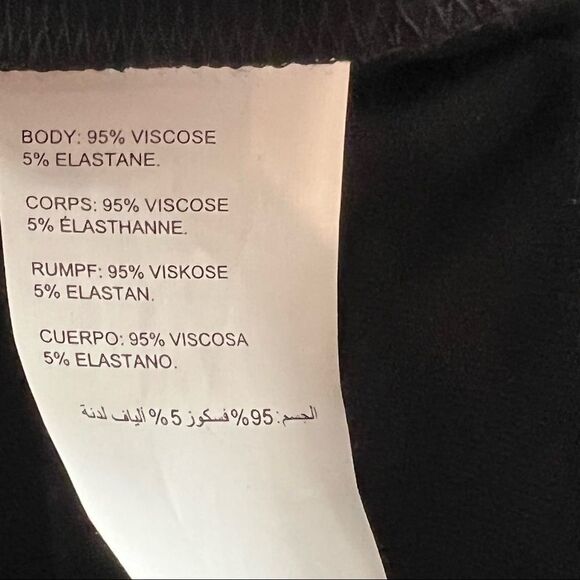 BODY: 95% VISCOSE
5% ELASTANE.
CORPS: 95% VISCOSE
5% ÉLASTHANNE.
RUMPF: 95% VISKOSE
5% ELASTAN.
CUERPO: 95% VISCOSA
5% ELASTANO.
الجسم: 95% فسكوز 5% ألياف لدنة